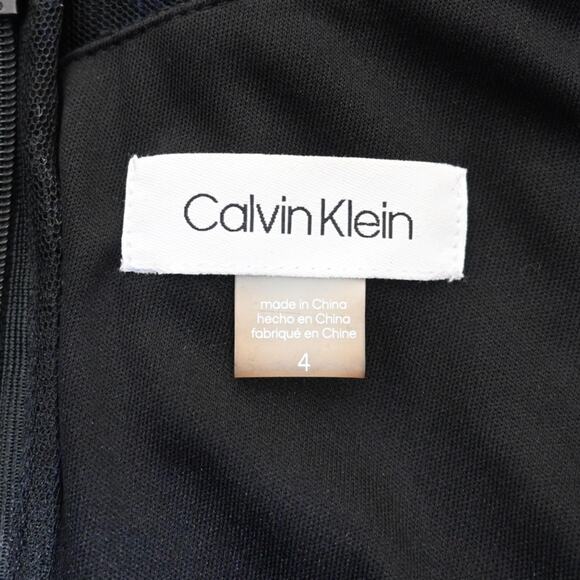 Calvin Klein
made in China
hecho en China
fabriqué en Chine
4